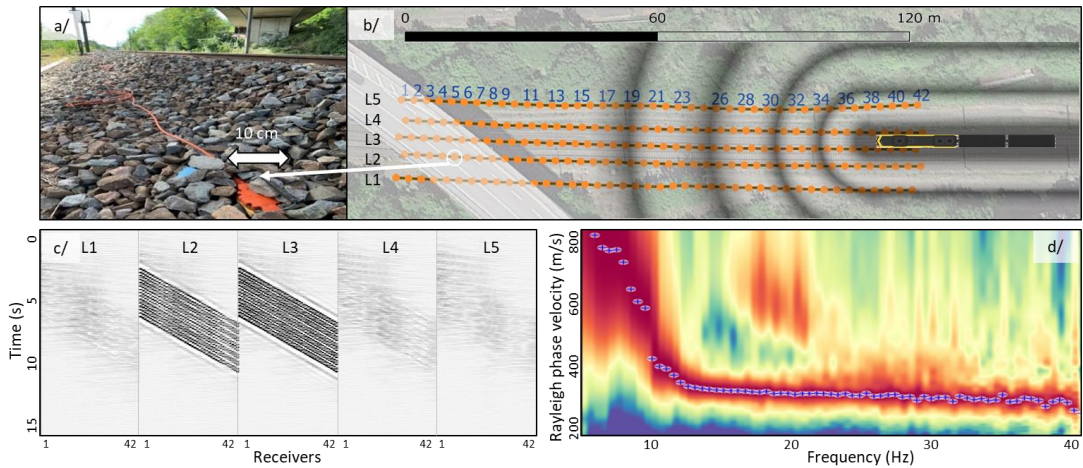 a/
10 cm
b/
0 60 120 m
1 2 3 4 5 6 7 8 9 11 13 15 17 19 21 23 26 28 30 32 34 36 38 40 42
L5
L4
L3
L2
L1
c/
L1 L2 L3 L4 L5
0
5
10
15
Time (s)
1 42 1 42 1 42 1 42 1 42
Receivers
d/
800
600
400
200
Rayleigh phase velocity (m/s)
10 20 30 40
Frequency (Hz)